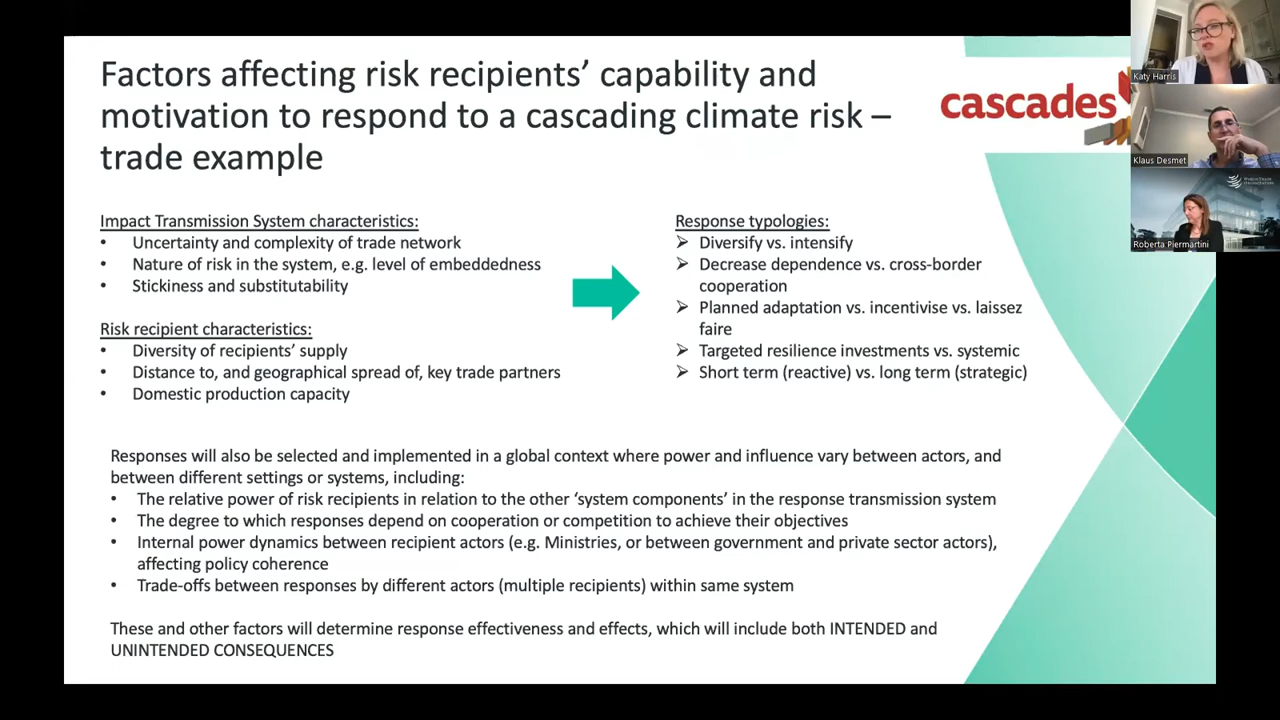 Factors affecting risk recipients’ capability and
motivation to respond to a cascading climate risk –
trade example
cascades
Katy Harris
Klaus Desmet
Roberta Piermartini
Impact Transmission System characteristics:
• Uncertainty and complexity of trade network
• Nature of risk in the system, e.g. level of embeddedness
• Stickiness and substitutability
Risk recipient characteristics:
• Diversity of recipients’ supply
• Distance to, and geographical spread of, key trade partners
• Domestic production capacity
Response typologies:
➢ Diversify vs. intensify
➢ Decrease dependence vs. cross-border
cooperation
➢ Planned adaptation vs. incentivise vs. laissez
faire
➢ Targeted resilience investments vs. systemic
➢ Short term (reactive) vs. long term (strategic)
Responses will also be selected and implemented in a global context where power and influence vary between actors, and
between different settings or systems, including:
• The relative power of risk recipients in relation to the other ‘system components’ in the response transmission system
• The degree to which responses depend on cooperation or competition to achieve their objectives
• Internal power dynamics between recipient actors (e.g. Ministries, or between government and private sector actors),
affecting policy coherence
• Trade-offs between responses by different actors (multiple recipients) within same system
These and other factors will determine response effectiveness and effects, which will include both INTENDED and
UNINTENDED CONSEQUENCES